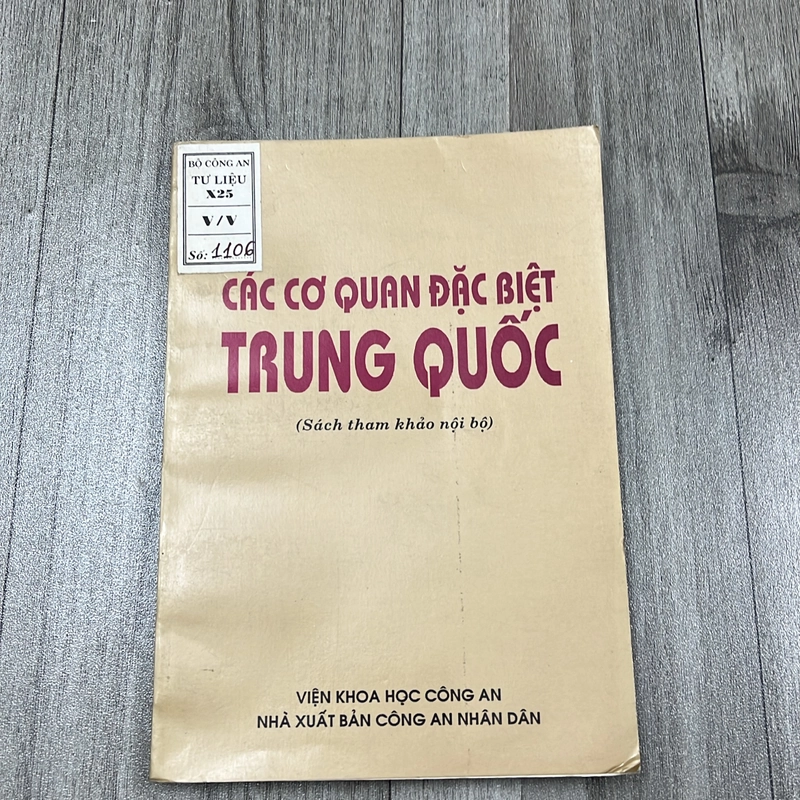 BỘ CÔNG AN
TƯ LIỆU
X25
V/V
Số: 1106
CÁC CƠ QUAN ĐẶC BIỆT
TRUNG QUỐC
(Sách tham khảo nội bộ)
VIỆN KHOA HỌC CÔNG AN
NHÀ XUẤT BẢN CÔNG AN NHÂN DÂN